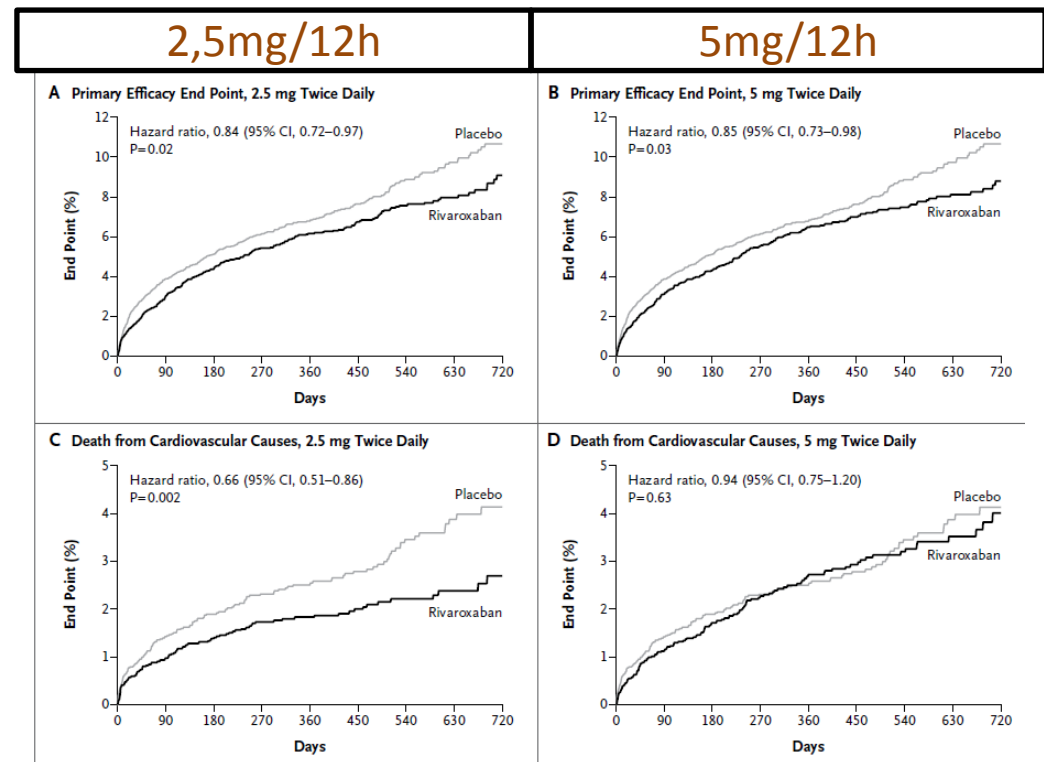 2,5mg/12h
5mg/12h
A Primary Efficacy End Point, 2.5 mg Twice Daily
Hazard ratio, 0.84 (95% CI, 0.72–0.97)
P=0.02
Placebo
Rivaroxaban
End Point (%)
12
10
8
6
4
2
0
0 90 180 270 360 450 540 630 720
Days
B Primary Efficacy End Point, 5 mg Twice Daily
Hazard ratio, 0.85 (95% CI, 0.73–0.98)
P=0.03
Placebo
Rivaroxaban
End Point (%)
12
10
8
6
4
2
0
0 90 180 270 360 450 540 630 720
Days
C Death from Cardiovascular Causes, 2.5 mg Twice Daily
Hazard ratio, 0.66 (95% CI, 0.51–0.86)
P=0.002
Placebo
Rivaroxaban
End Point (%)
5
4
3
2
1
0
0 90 180 270 360 450 540 630 720
Days
D Death from Cardiovascular Causes, 5 mg Twice Daily
Hazard ratio, 0.94 (95% CI, 0.75–1.20)
P=0.63
Placebo
Rivaroxaban
End Point (%)
5
4
3
2
1
0
0 90 180 270 360 450 540 630 720
Days